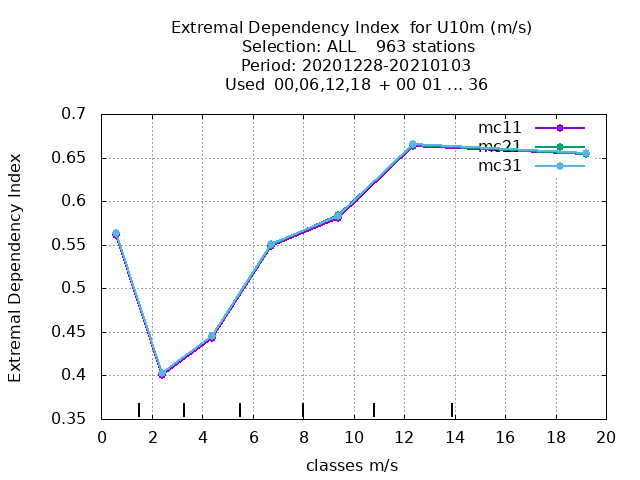 Extremal Dependency Index  for U10m (m/s)
Selection: ALL    963 stations
Period: 20201228-20210103
Used  00,06,12,18  + 00 01 ... 36
mc11
mc21
mc31
0.7
0.65
0.6
0.55
0.5
0.45
0.4
0.35
Extremal Dependency Index
0 2 4 6 8 10 12 14 16 18 20
classes m/s